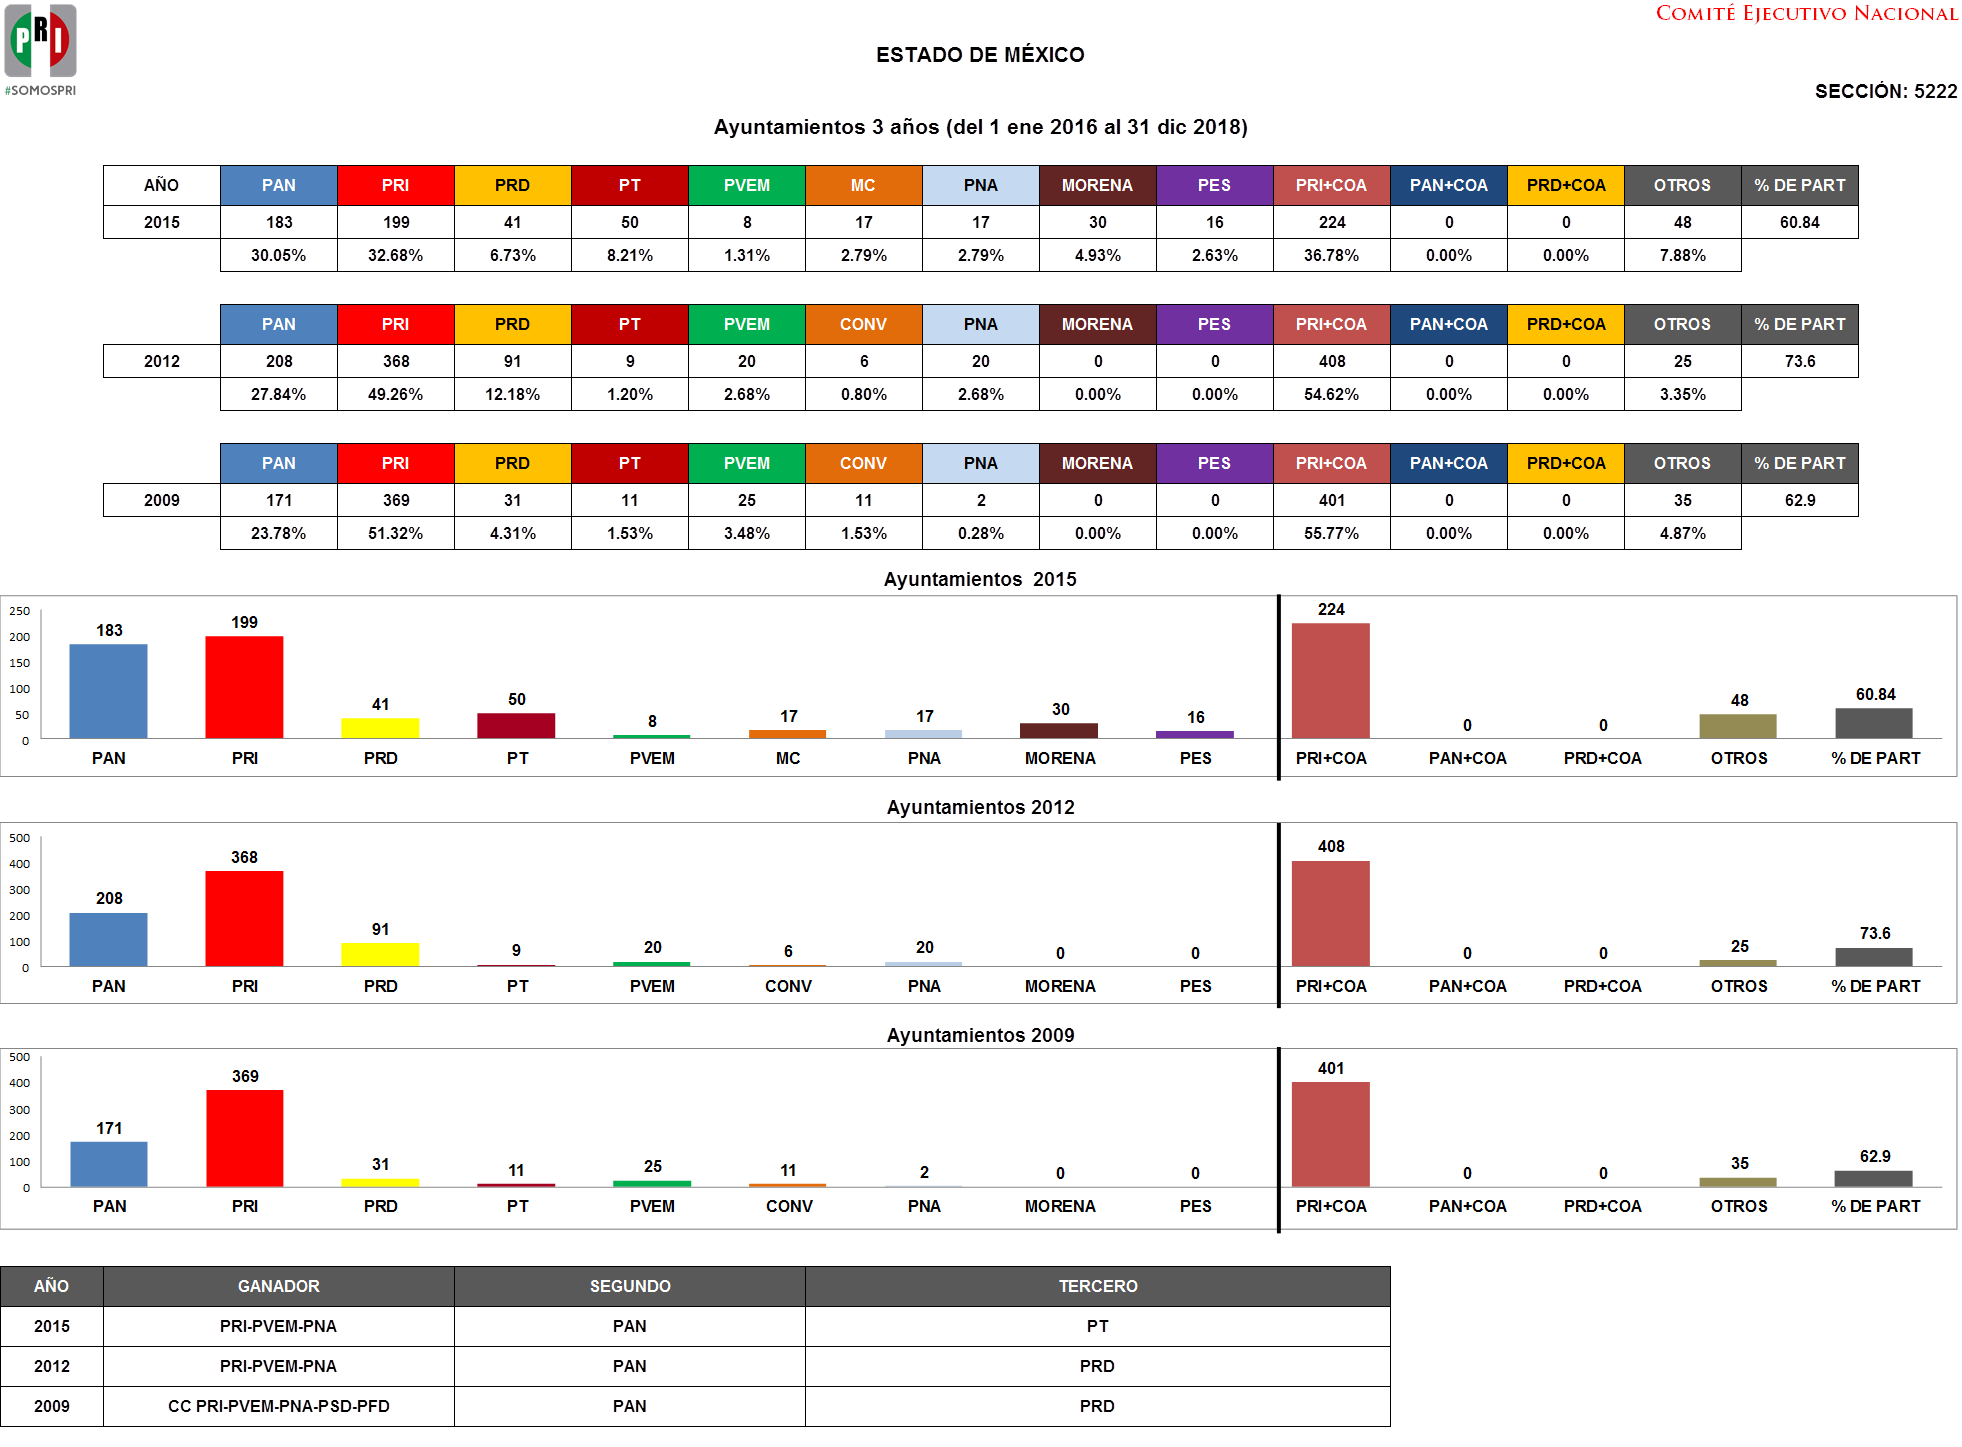 PRI
#SOMOSPRI
COMITÉ EJECUTIVO NACIONAL
ESTADO DE MÉXICO
SECCIÓN: 5222
Ayuntamientos 3 años (del 1 ene 2016 al 31 dic 2018)
AÑO PAN PRI PRD PT PVEM MC PNA MORENA PES PRI+COA PAN+COA PRD+COA OTROS % DE PART
2015 183 199 41 50 8 17 17 30 16 224 0 0 48 60.84
30.05% 32.68% 6.73% 8.21% 1.31% 2.79% 2.79% 4.93% 2.63% 36.78% 0.00% 0.00% 7.88%
PAN PRI PRD PT PVEM CONV PNA MORENA PES PRI+COA PAN+COA PRD+COA OTROS % DE PART
2012 208 368 91 9 20 6 20 0 0 408 0 0 25 73.6
27.84% 49.26% 12.18% 1.20% 2.68% 0.80% 2.68% 0.00% 0.00% 54.62% 0.00% 0.00% 3.35%
PAN PRI PRD PT PVEM CONV PNA MORENA PES PRI+COA PAN+COA PRD+COA OTROS % DE PART
2009 171 369 31 11 25 11 2 0 0 401 0 0 35 62.9
23.78% 51.32% 4.31% 1.53% 3.48% 1.53% 0.28% 0.00% 0.00% 55.77% 0.00% 0.00% 4.87%
Ayuntamientos 2015
250
200
150
100
50
0
183 199 41 50 8 17 17 30 16 224 0 0 48 60.84
PAN PRI PRD PT PVEM MC PNA MORENA PES PRI+COA PAN+COA PRD+COA OTROS % DE PART
Ayuntamientos 2012
500
400
300
200
100
0
208 368 91 9 20 6 20 0 0 408 0 0 25 73.6
PAN PRI PRD PT PVEM CONV PNA MORENA PES PRI+COA PAN+COA PRD+COA OTROS % DE PART
Ayuntamientos 2009
500
400
300
200
100
0
171 369 31 11 25 11 2 0 0 401 0 0 35 62.9
PAN PRI PRD PT PVEM CONV PNA MORENA PES PRI+COA PAN+COA PRD+COA OTROS % DE PART
AÑO GANADOR SEGUNDO TERCERO
2015 PRI-PVEM-PNA PAN PT
2012 PRI-PVEM-PNA PAN PRD
2009 CC PRI-PVEM-PNA-PSD-PFD PAN PRD